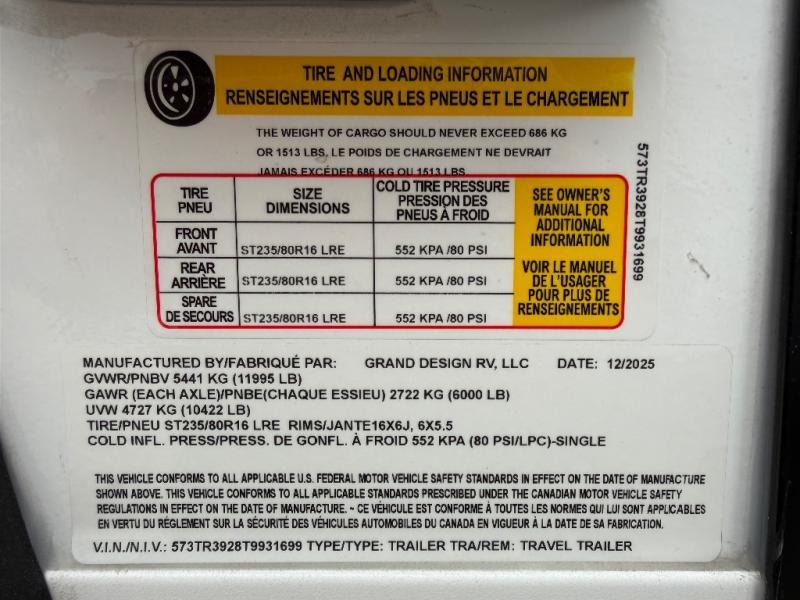 TIRE AND LOADING INFORMATION
RENSEIGNEMENTS SUR LES PNEUS ET LE CHARGEMENT
THE WEIGHT OF CARGO SHOULD NEVER EXCEED 686 KG
OR 1513 LBS. LE POIDS DE CHARGEMENT NE DEVRAIT
JAMAIS EXCÉDER 686 KG OU 1513 LBS
573TR3928T9931699
TIRE
PNEU
SIZE
DIMENSIONS
COLD TIRE PRESSURE
PRESSION DES
PNEUS À FROID
FRONT
AVANT
ST235/80R16 LRE
552 KPA /80 PSI
REAR
ARRIÈRE
ST235/80R16 LRE
552 KPA /80 PSI
SPARE
DE SECOURS
ST235/80R16 LRE
552 KPA /80 PSI
SEE OWNER'S
MANUAL FOR
ADDITIONAL
INFORMATION
VOIR LE MANUEL
DE L'USAGER
POUR PLUS DE
RENSEIGNEMENTS
MANUFACTURED BY/FABRIQUÉ PAR: GRAND DESIGN RV, LLC DATE: 12/2025
GVWR/PNBV 5441 KG (11995 LB)
GAWR (EACH AXLE)/PNBE(CHAQUE ESSIEU) 2722 KG (6000 LB)
UVW 4727 KG (10422 LB)
TIRE/PNEU ST235/80R16 LRE RIMS/JANTE16X6J, 6X5.5
COLD INFL. PRESS/PRESS. DE GONFL. À FROID 552 KPA (80 PSI/LPC)-SINGLE
THIS VEHICLE CONFORMS TO ALL APPLICABLE U.S. FEDERAL MOTOR VEHICLE SAFETY STANDARDS IN EFFECT ON THE DATE OF MANUFACTURE
SHOWN ABOVE. THIS VEHICLE CONFORMS TO ALL APPLICABLE STANDARDS PRESCRIBED UNDER THE CANADIAN MOTOR VEHICLE SAFETY
REGULATIONS IN EFFECT ON THE DATE OF MANUFACTURE. ~ CE VÉHICULE EST CONFORME À TOUTES LES NORMES QUI LUI SONT APPLICABLES
EN VERTU DU RÉGLEMENT SUR LA SÉCURITÉ DES VÉHICULES AUTOMOBILES DU CANADA EN VIGUEUR À LA DATE DE SA FABRICATION.
V.I.N./N.I.V.: 573TR3928T9931699 TYPE/TYPE: TRAILER TRA/REM: TRAVEL TRAILER